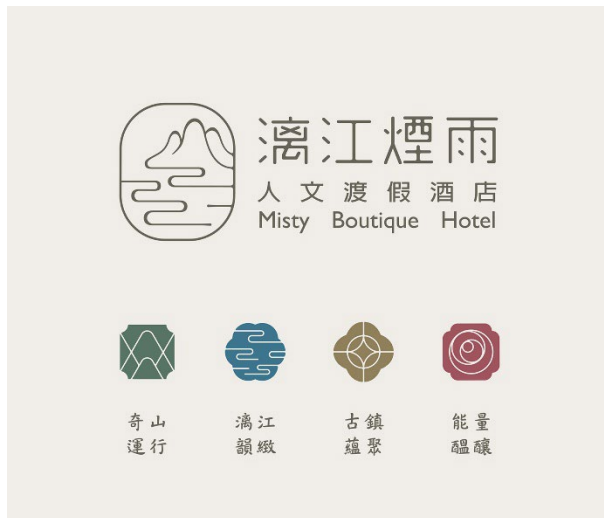 漓江煙雨
人文渡假酒店
Misty Boutique Hotel
奇山
運行
漓江
韻緻
古鎮
蘊聚
能量
醞釀